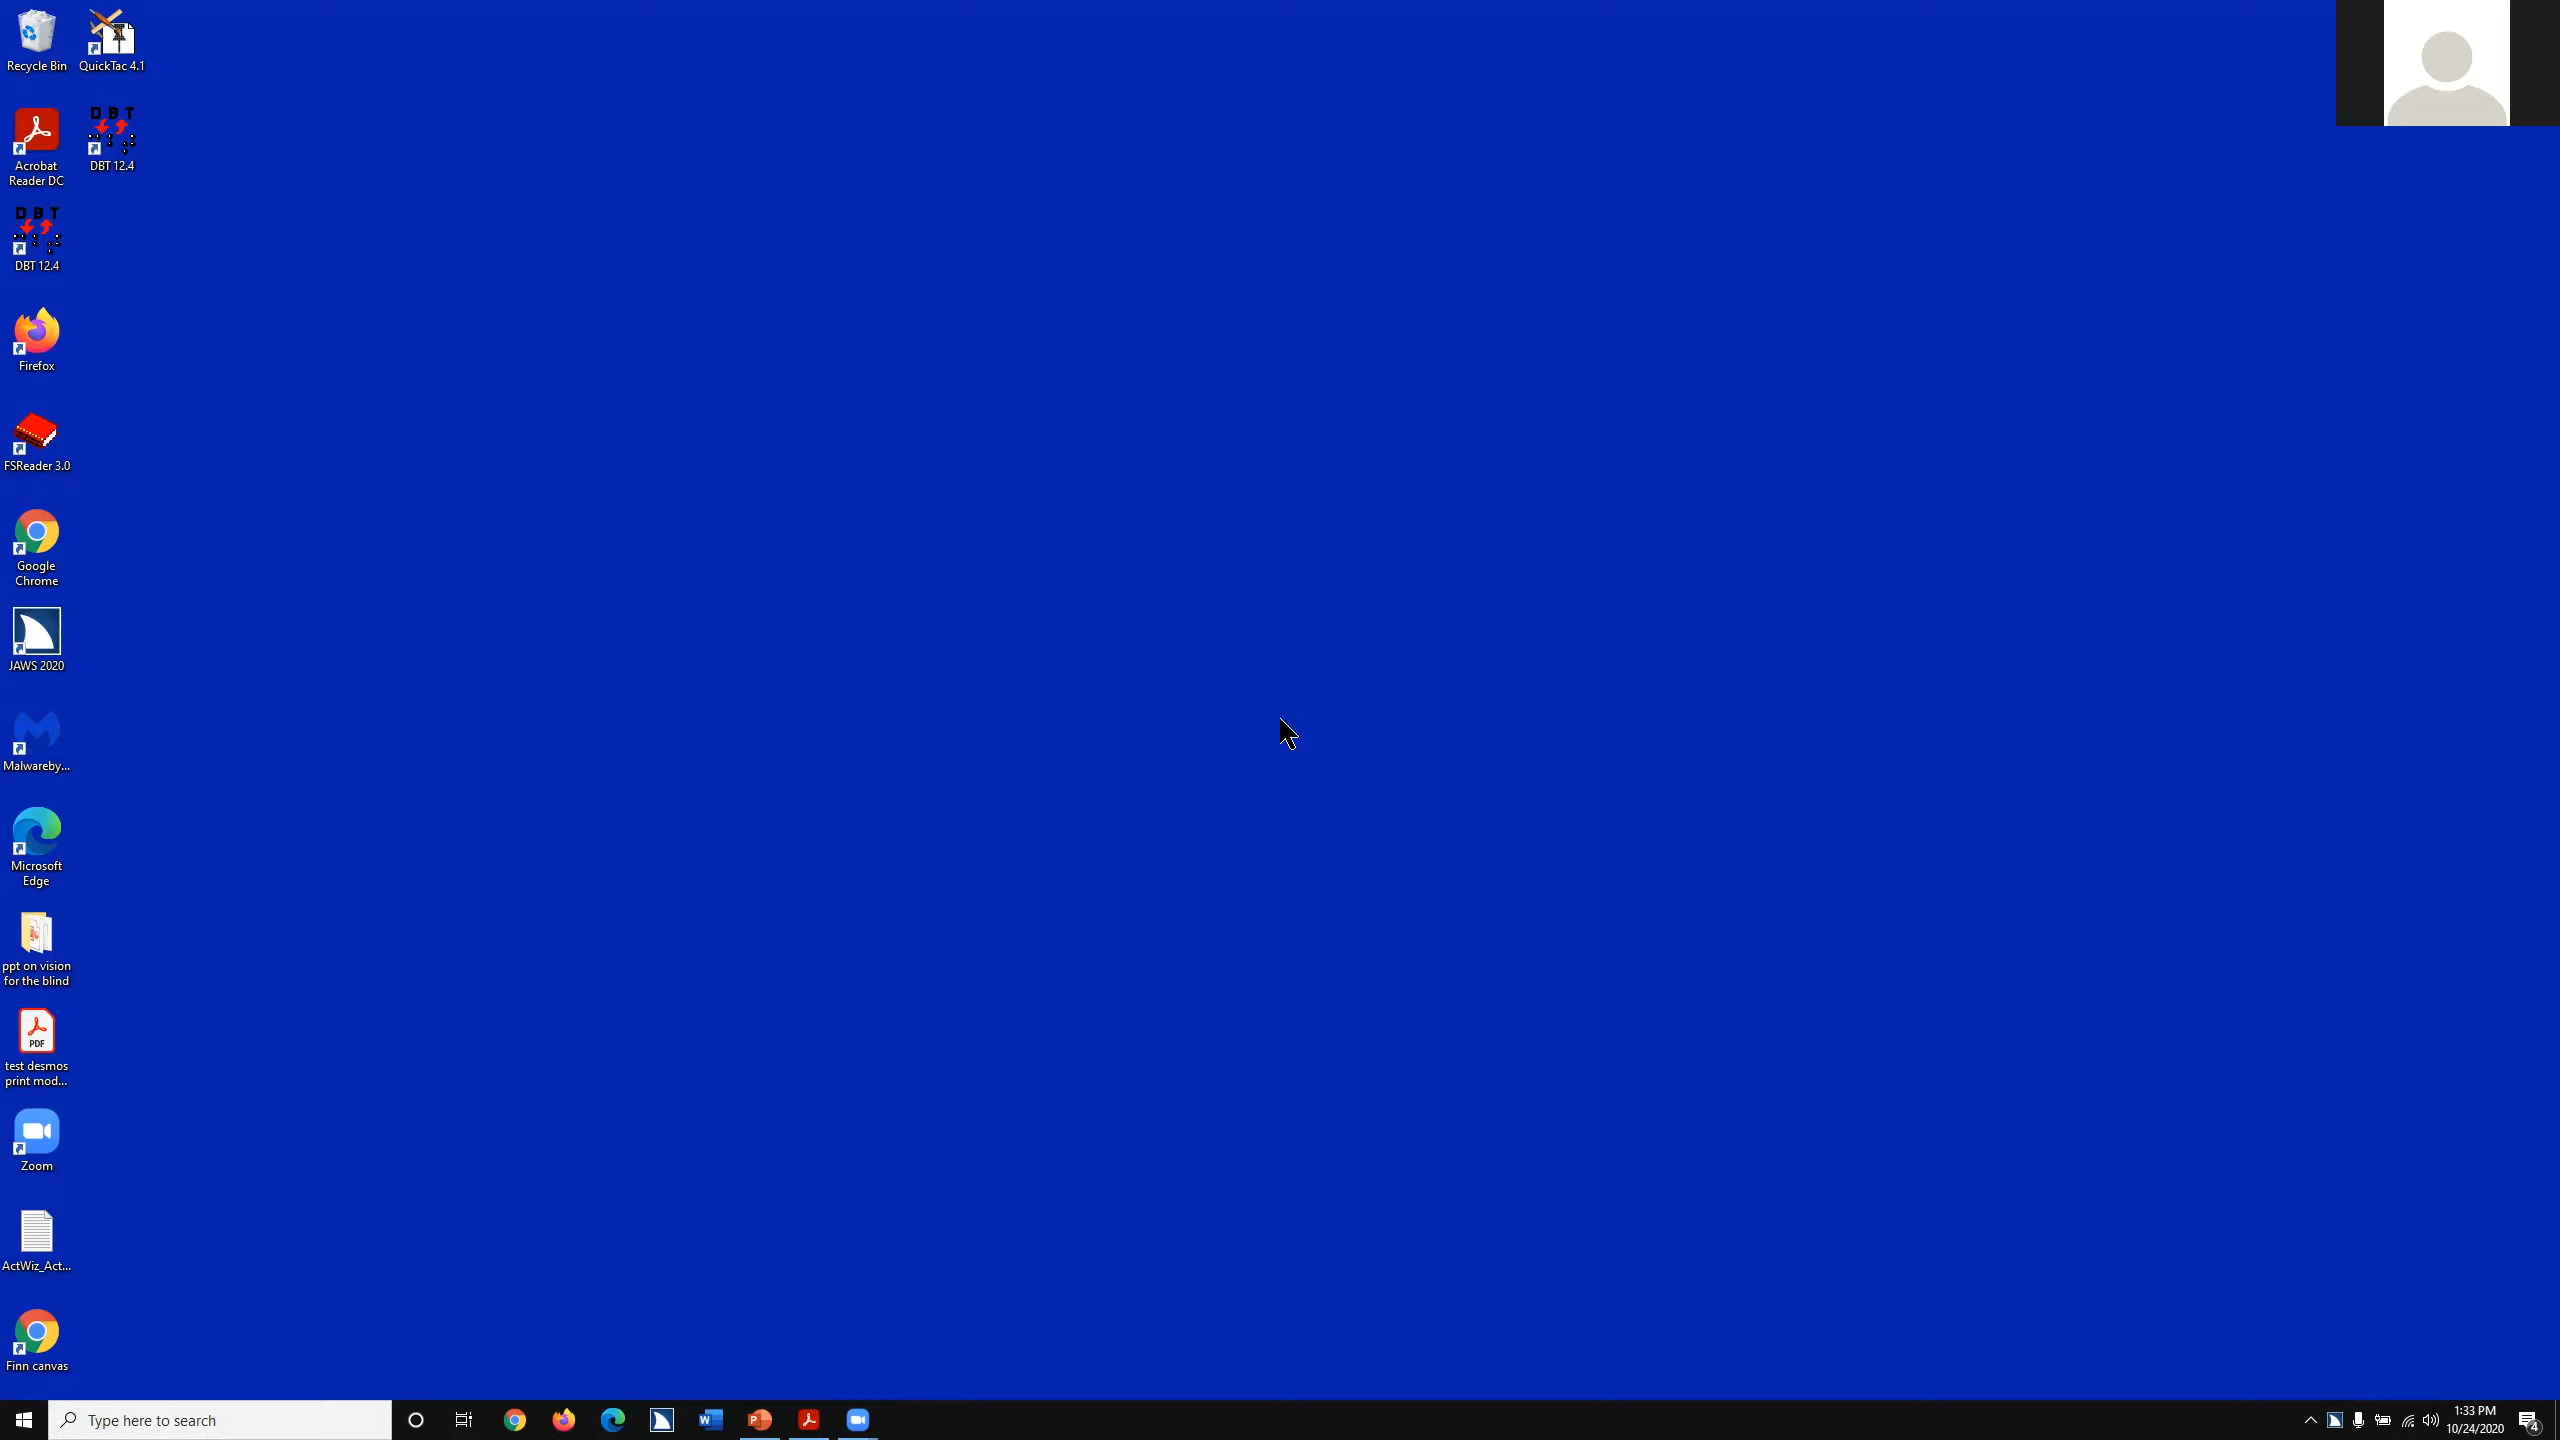 Recycle Bin
QuickTac 4.1
Acrobat
Reader DC
D B T
DBT 12.4
D B T
DBT 12.4
Firefox
FSReader 3.0
Google
Chrome
JAWS 2020
Malwareby...
Microsoft
Edge
ppt on vision
for the blind
PDF
test desmos
print mod...
Zoom
ActWiz_Act...
Finn canvas
Type here to search
W
P
1:33 PM
10/24/2020
4